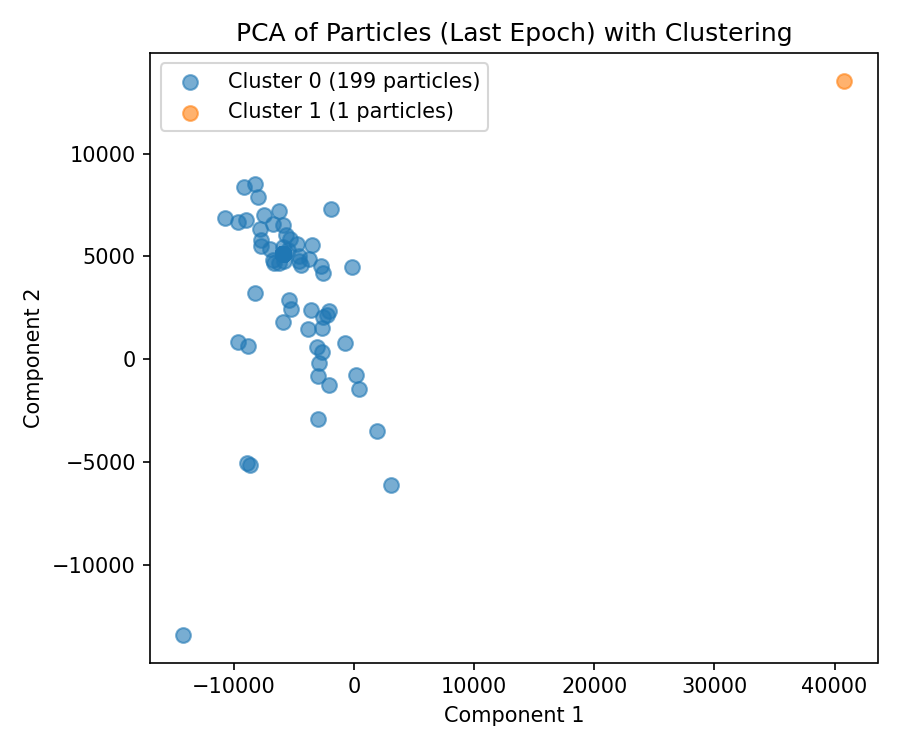 PCA of Particles (Last Epoch) with Clustering
Cluster 0 (199 particles)
Cluster 1 (1 particles)
10000
5000
0
−5000
−10000
Component 2
−10000
0
10000
20000
30000
40000
Component 1